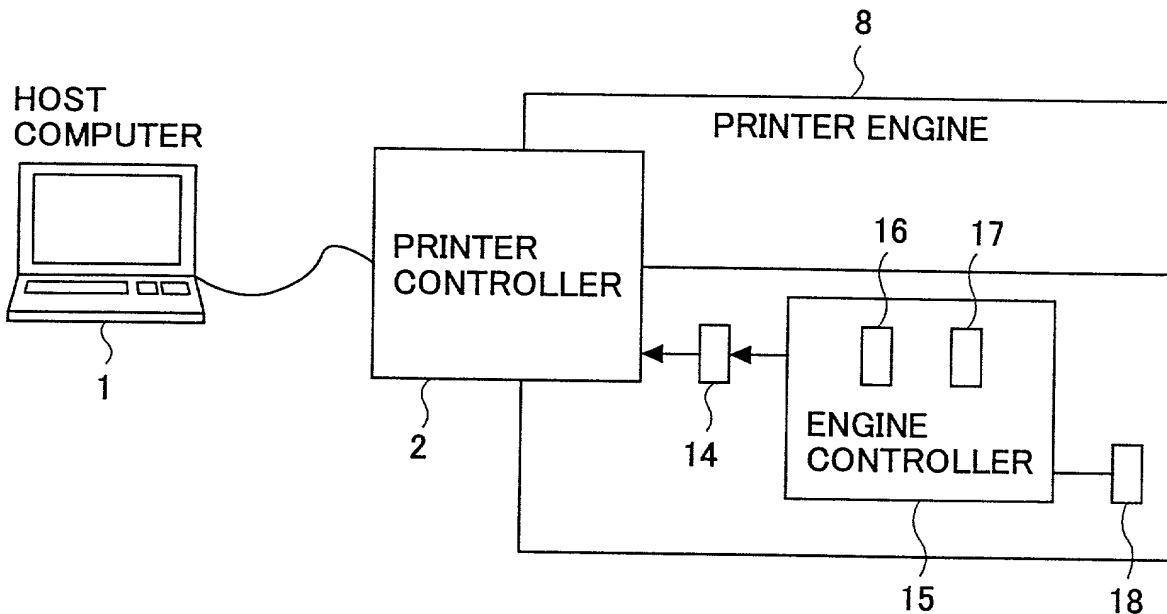 8
HOST
COMPUTER
PRINTER ENGINE
PRINTER
CONTROLLER
16
17
1
2
14
ENGINE
CONTROLLER
15
18